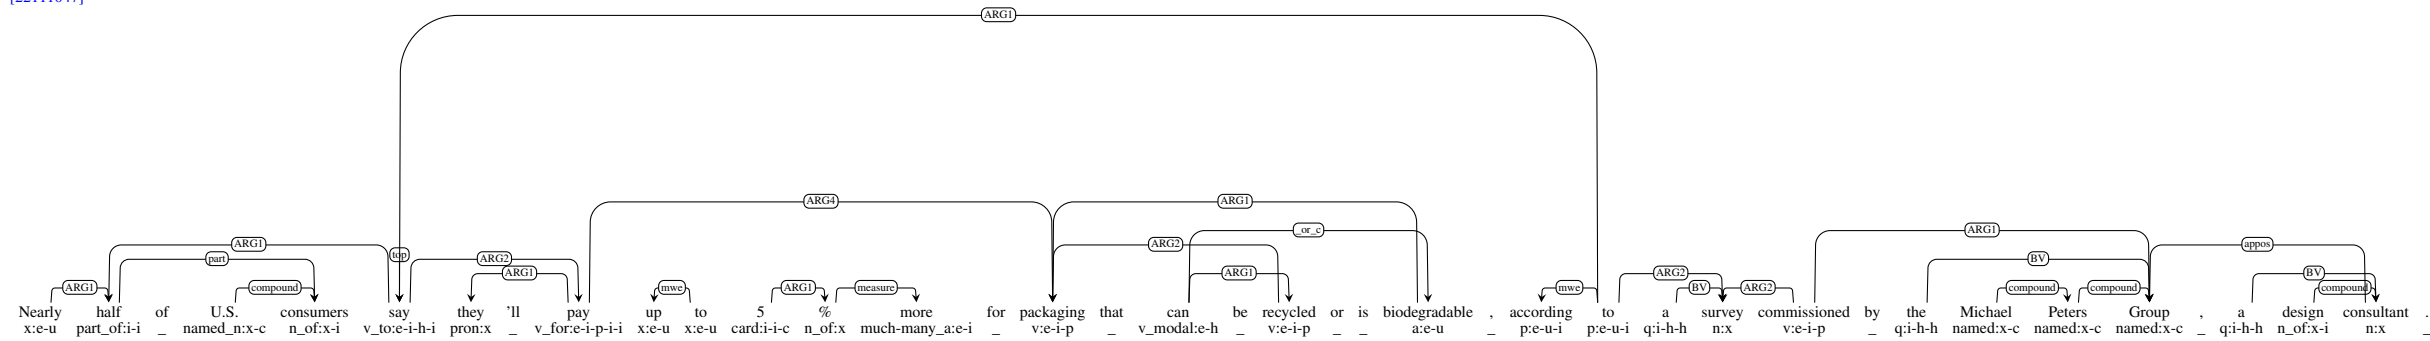 ARG1
ARG4 ARG1
_or_c ARG1
ARG1 ARG2 appos
part top ARG2 BV
ARG1 ARG2 BV
ARG1 compound mwe ARG1 measure ARG1 mwe BV ARG2 compound compound compound
Nearly half of U.S. consumers say they 'll pay up to 5 % more for packaging that can be recycled or is biodegradable , according to a survey commissioned by the Michael Peters Group , a design consultant .
x:e-u part_of:i-i _ named_n:x-c n_of:x-i v_to:e-i-h-i pron:x _ v_for:e-i-p-i-i x:e-u x:e-u card:i-i-c n_of:x much-many_a:e-i _ v:e-i-p _ v_modal:e-h _ v:e-i-p _ _ a:e-u _ p:e-u-i p:e-u-i q:i-h-h n:x v:e-i-p _ q:i-h-h named:x-c named:x-c named:x-c _ q:i-h-h n_of:x-i n:x _